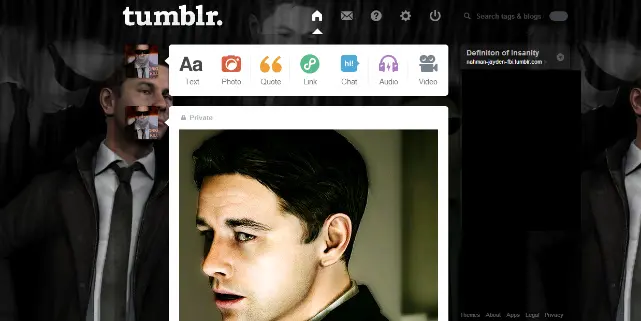 tumblr.
Search tags & blogs
Aa
Text
Photo
Quote
Link
hi!
Chat
Audio
Video
Definiton of Insanity
nahman-jayden-fbi.tumblr.com
Private
Themes About Apps Legal Privacy